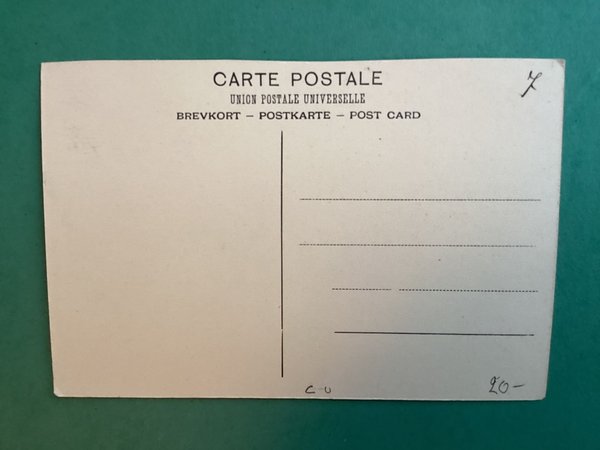 CARTE POSTALE
7
UNION POSTALE UNIVERSELLE
BREVKORT — POSTKARTE — POST CARD
20-